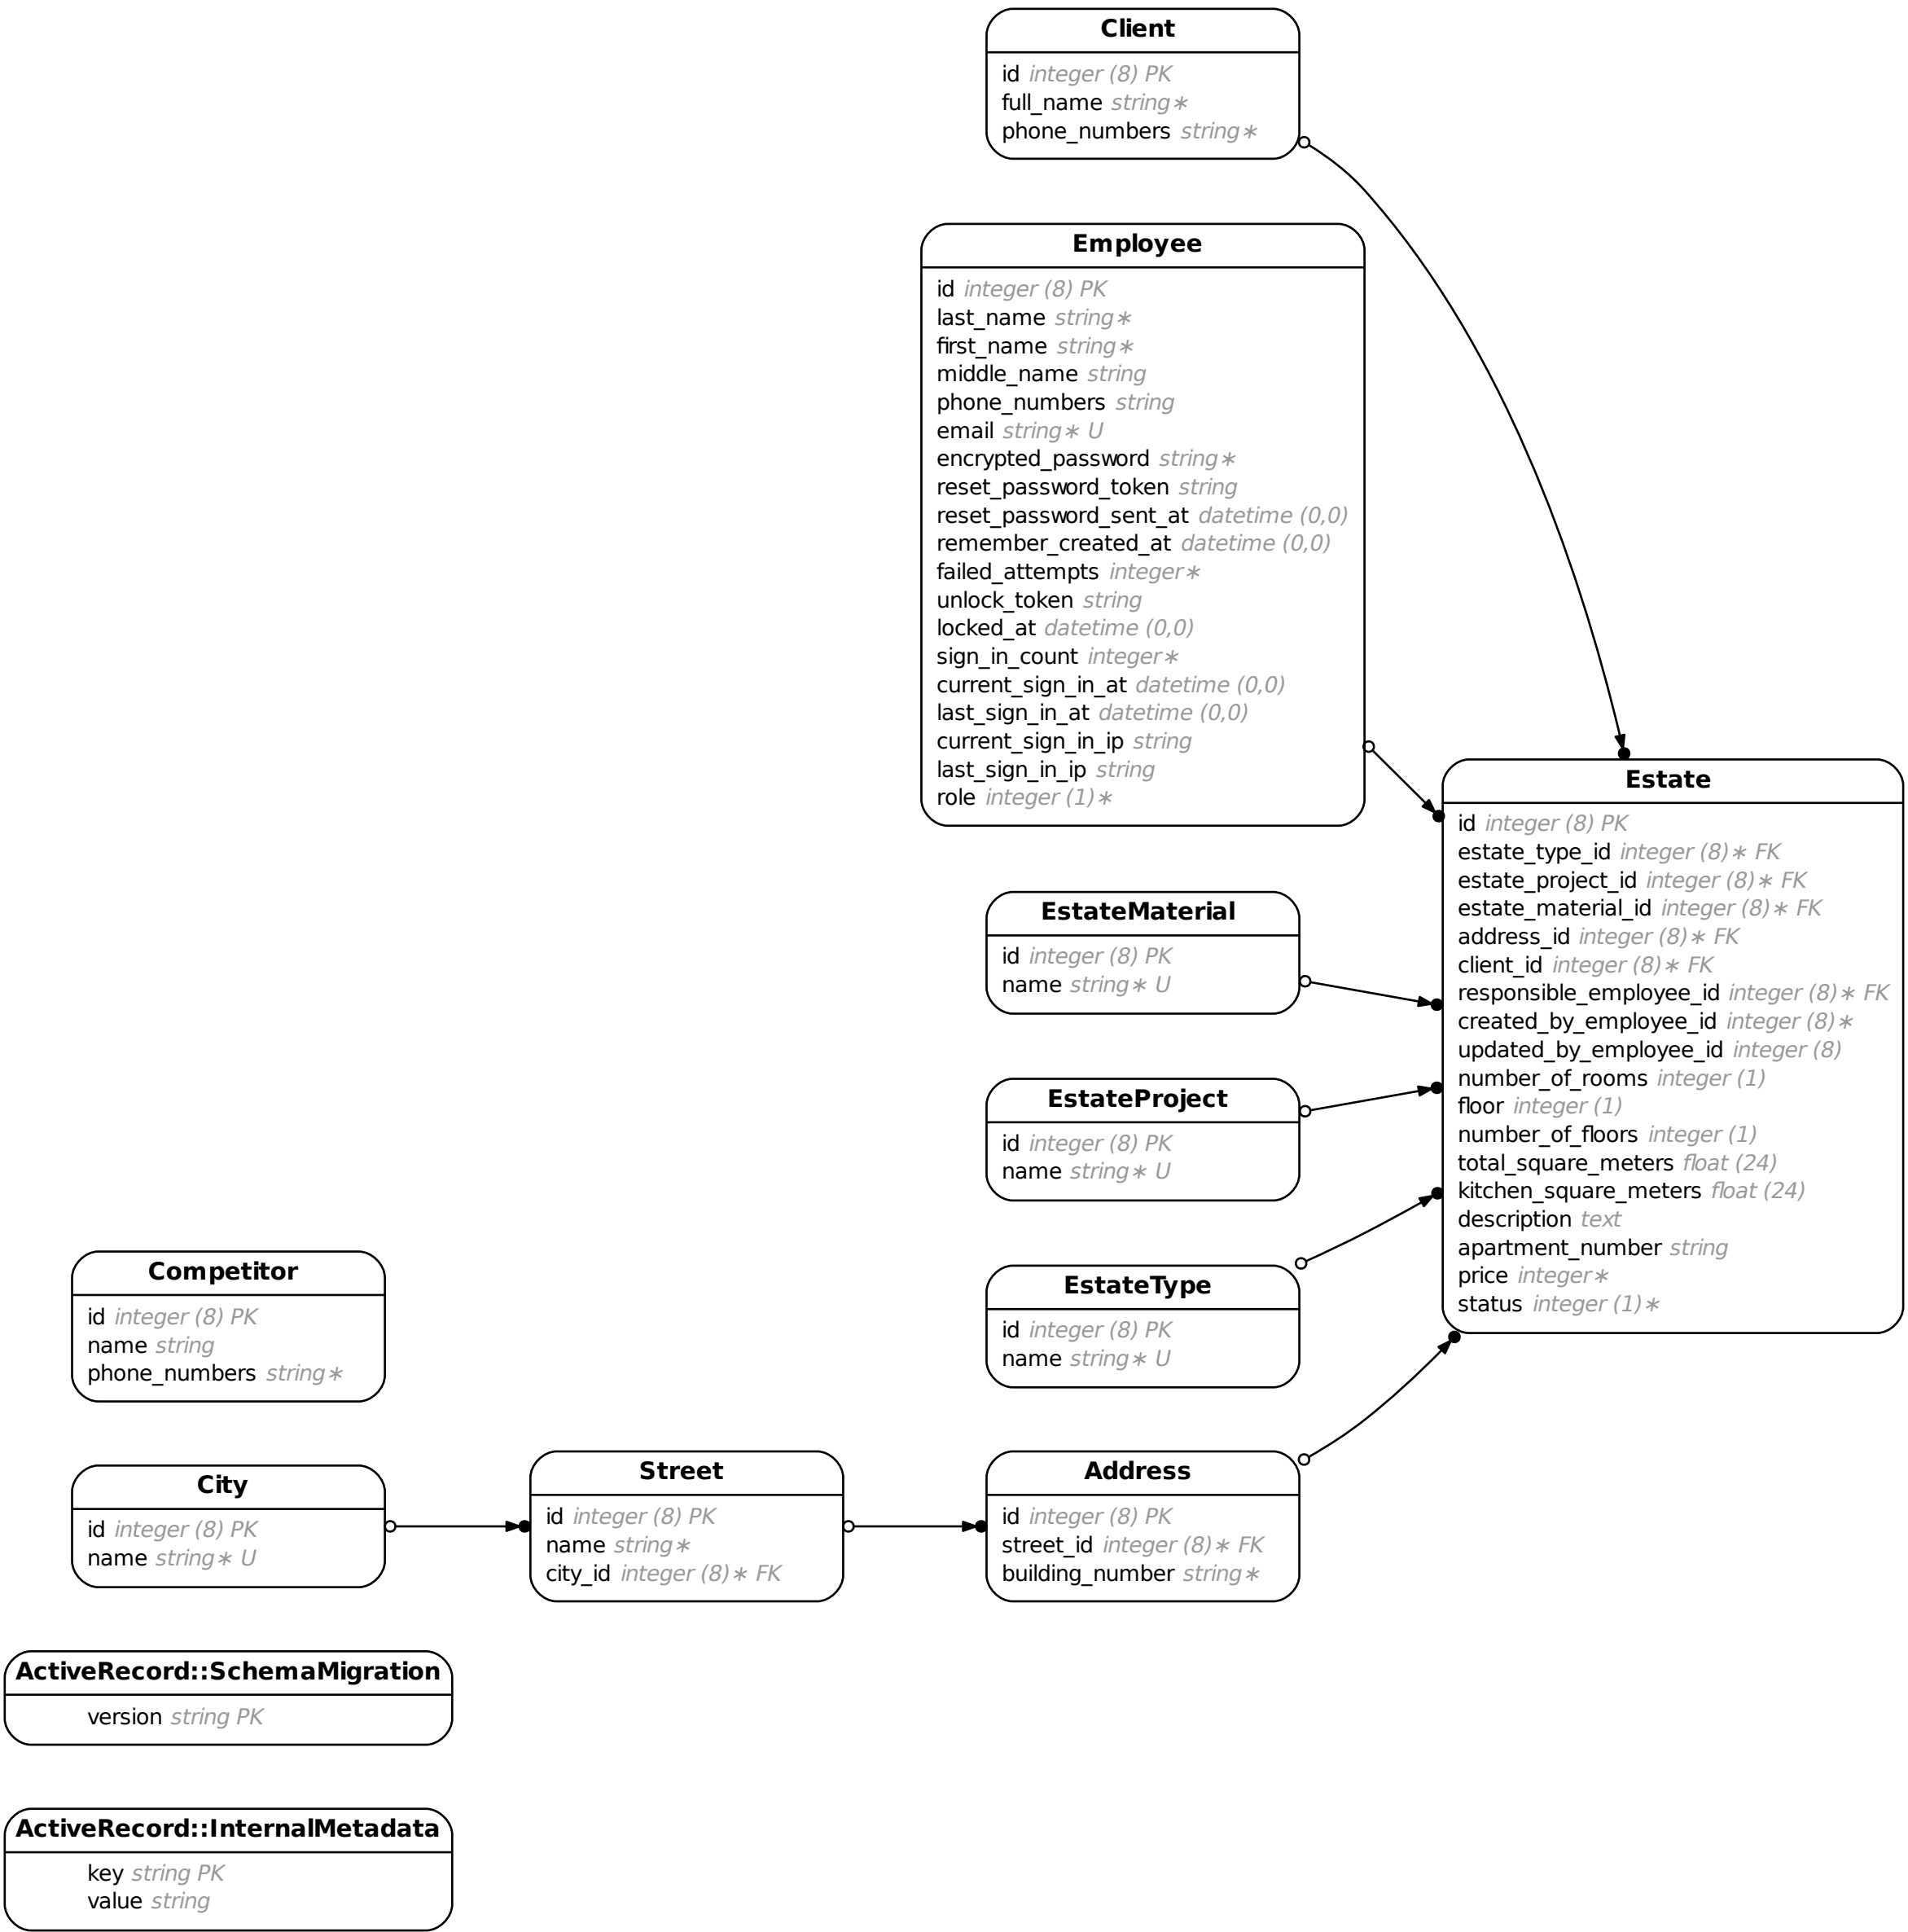 Client
id integer (8) PK
full_name string∗
phone_numbers string∗
Employee
id integer (8) PK
last_name string∗
first_name string∗
middle_name string
phone_numbers string
email string∗ U
encrypted_password string∗
reset_password_token string
reset_password_sent_at datetime (0,0)
remember_created_at datetime (0,0)
failed_attempts integer∗
unlock_token string
locked_at datetime (0,0)
sign_in_count integer∗
current_sign_in_at datetime (0,0)
last_sign_in_at datetime (0,0)
current_sign_in_ip string
last_sign_in_ip string
role integer (1)∗
Estate
id integer (8) PK
estate_type_id integer (8)∗ FK
estate_project_id integer (8)∗ FK
estate_material_id integer (8)∗ FK
address_id integer (8)∗ FK
client_id integer (8)∗ FK
responsible_employee_id integer (8)∗ FK
created_by_employee_id integer (8)∗
updated_by_employee_id integer (8)
number_of_rooms integer (1)
floor integer (1)
number_of_floors integer (1)
total_square_meters float (24)
kitchen_square_meters float (24)
description text
apartment_number string
price integer∗
status integer (1)∗
EstateMaterial
id integer (8) PK
name string∗ U
EstateProject
id integer (8) PK
name string∗ U
EstateType
id integer (8) PK
name string∗ U
Competitor
id integer (8) PK
name string
phone_numbers string∗
City
id integer (8) PK
name string∗ U
Street
id integer (8) PK
name string∗
city_id integer (8)∗ FK
Address
id integer (8) PK
street_id integer (8)∗ FK
building_number string∗
ActiveRecord::SchemaMigration
version string PK
ActiveRecord::InternalMetadata
key string PK
value string